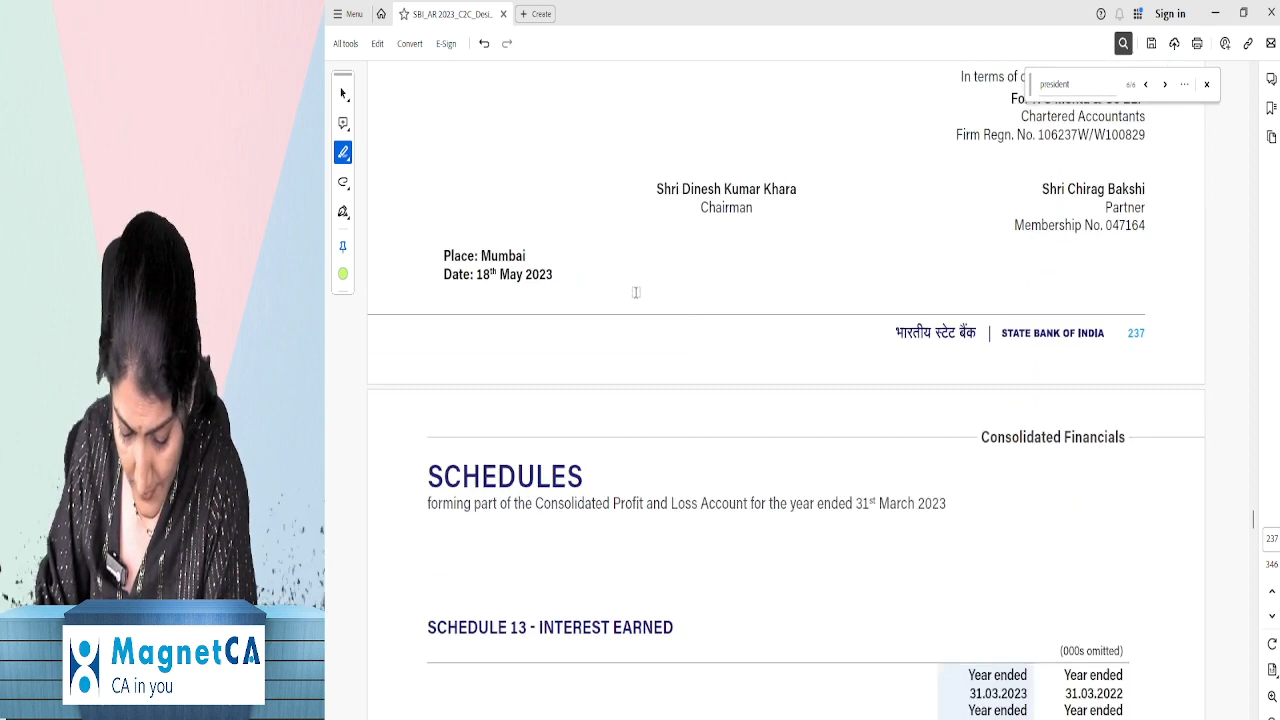 Menu
SBI_AR 2023_C2C_Desi...
Create
Sign in
All tools
Edit
Convert
E-Sign
president
6/6
In terms of
Chartered Accountants
Firm Regn. No. 106237W/W100829
Shri Dinesh Kumar Khara
Chairman
Shri Chirag Bakshi
Partner
Membership No. 047164
Place: Mumbai
Date: 18th May 2023
भारतीय स्टेट बैंक | STATE BANK OF INDIA 237
Consolidated Financials
SCHEDULES
forming part of the Consolidated Profit and Loss Account for the year ended 31st March 2023
SCHEDULE 13 - INTEREST EARNED
(000s omitted)
Year ended Year ended
31.03.2023 31.03.2022
Year ended Year ended
237
346
MagnetCA
CA in you